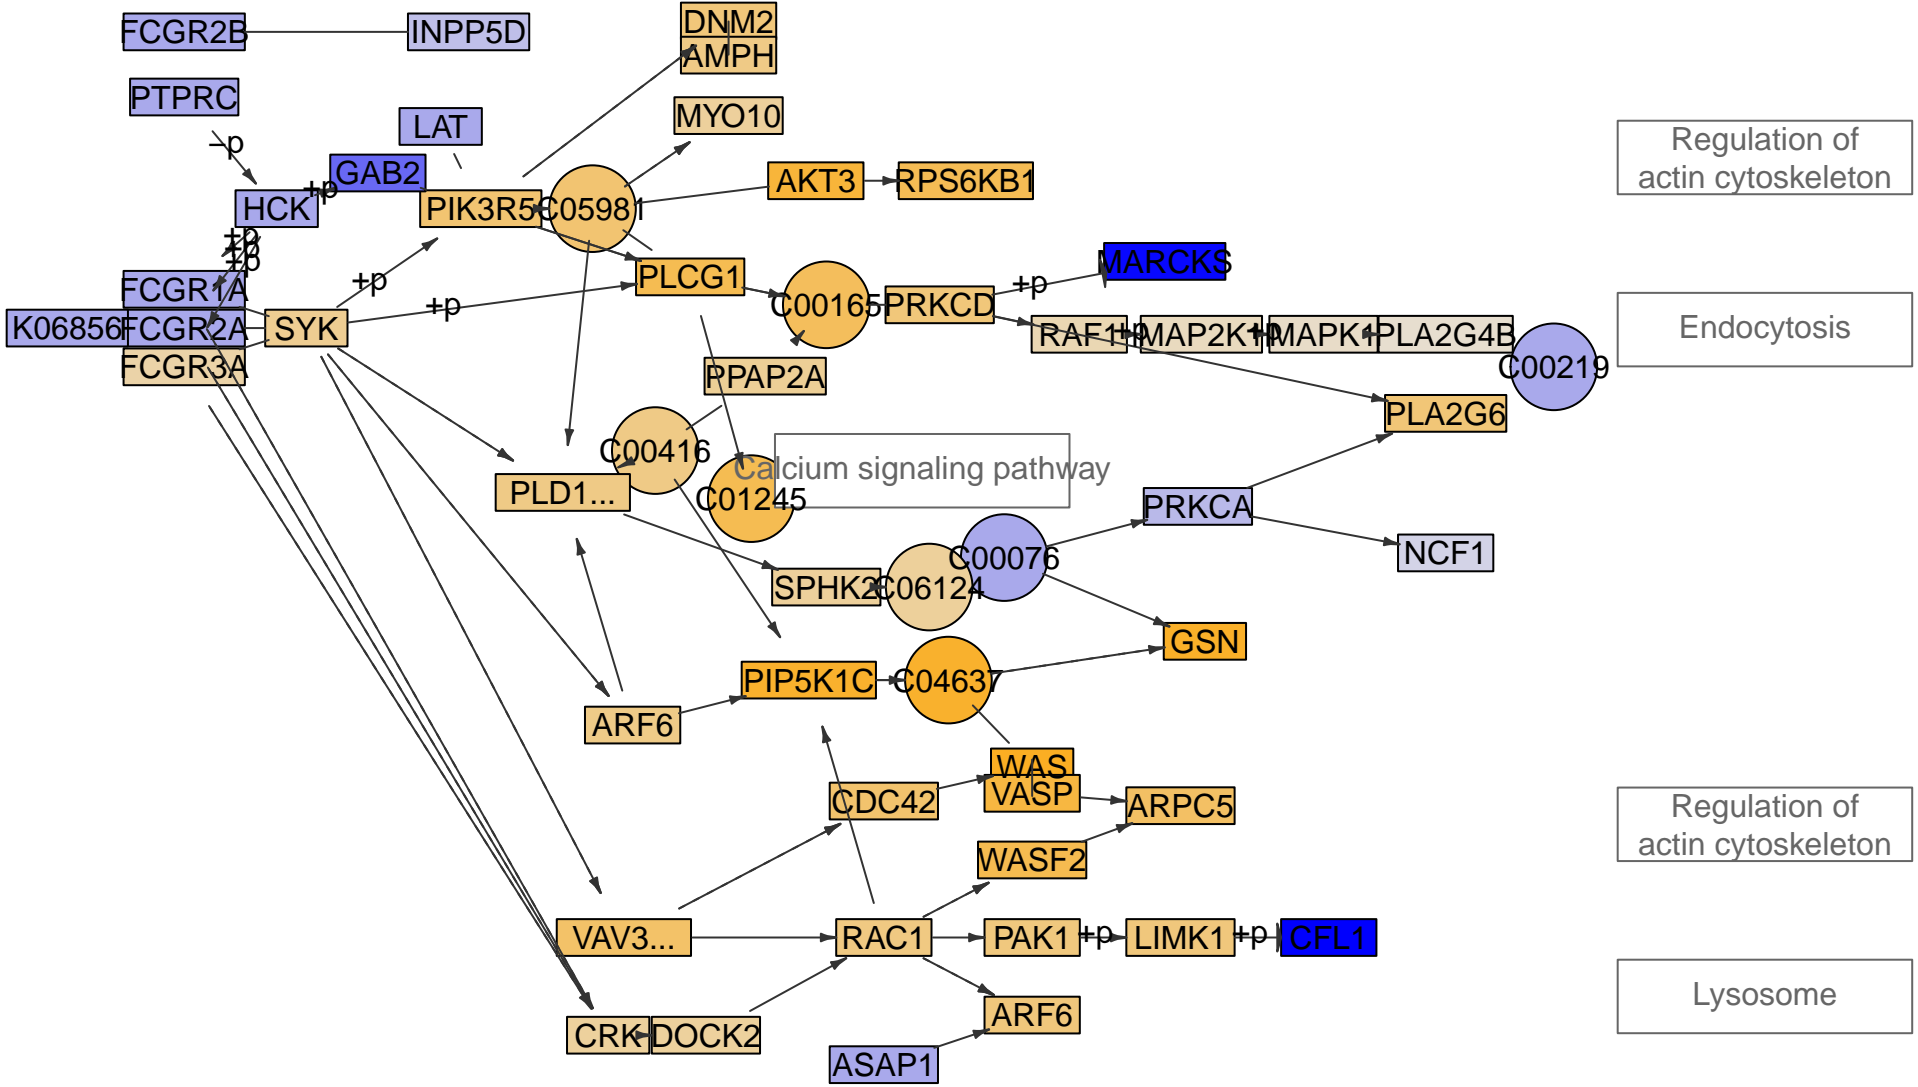 FCGR2B
INPP5D
DNM2
AMPH
PTPRC
LAT
MYO10
Regulation of
actin cytoskeleton
−p
GAB2
+p
HCK
PIK3R5
C05981
AKT3
RPS6KB1
+p
+p
+p
FCGR1A
+p
PLCG1
+p
C00165
PRKCD
+p
MARCKS
K06856
FCGR2A
SYK
FCGR3A
RAF1
+p
MAP2K1
+p
MAPK1
PLA2G4B
C00219
Endocytosis
PPAP2A
PLA2G6
C00416
PLD1...
C01245
Calcium signaling pathway
PRKCA
NCF1
SPHK2
C06124
C00076
GSN
PIP5K1C
C04637
ARF6
WAS
VASP
CDC42
ARPC5
WASF2
Regulation of
actin cytoskeleton
VAV3...
RAC1
PAK1
+p
LIMK1
+p
CFL1
CRK
DOCK2
ARF6
ASAP1
Lysosome